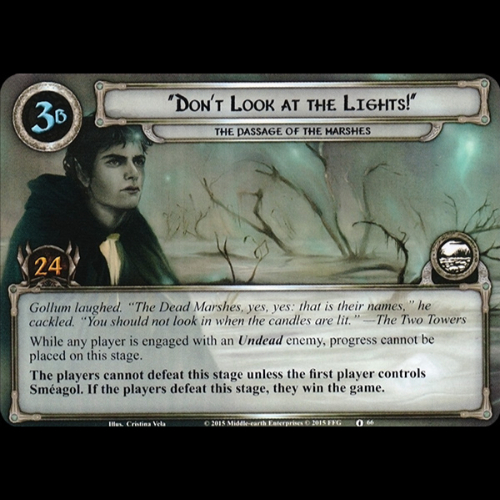 3B
"Don't Look at the Lights!"
The Passage of the Marshes
24
Gollum laughed. "The Dead Marshes, yes, yes: that is their names," he
cackled. "You should not look in when the candles are lit." —The Two Towers
While any player is engaged with an Undead enemy, progress cannot be
placed on this stage.
The players cannot defeat this stage unless the first player controls
Sméagol. If the players defeat this stage, they win the game.
Illus. Cristina Vela © 2015 Middle-earth Enterprises © 2015 FFG 66